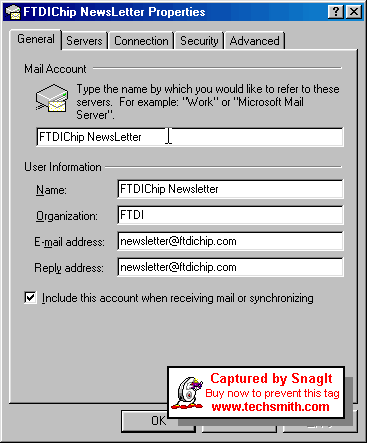 FTDIChip NewsLetter Properties
General Servers Connection Security Advanced
Mail Account
Type the name by which you would like to refer to these
servers. For example: "Work" or "Microsoft Mail
Server".
FTDIChip NewsLetter
User Information
Name: FTDIChip Newsletter
Organization: FTDI
E-mail address: newsletter@ftdichip.com
Reply address: newsletter@ftdichip.com
Include this account when receiving mail or synchronizing
Captured by SnagIt
Buy now to prevent this tag
www.techsmith.com
OK